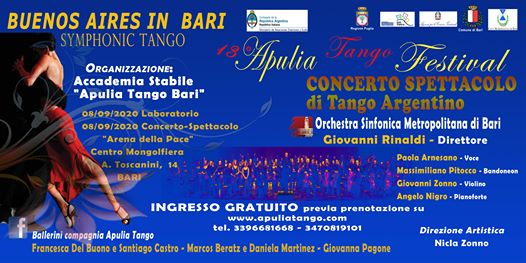 BUENOS AIRES IN BARI
SYMPHONIC TANGO
ORGANIZZAZIONE:
Accademia Stabile
"Apulia Tango Bari"
08/09/2020 Laboratorio
08/09/2020 Concerto-Spettacolo
"Arena della Pace"
Centro Mongolfiera
A. Toscanini, 14
BARI
Regione Puglia
Comune di Bari
13° Apulia Tango Festival
CONCERTO SPETTACOLO
di Tango Argentino
Orchestra Sinfonica Metropolitana di Bari
Giovanni Rinaldi - Direttore
Paola Arnesano - Voce
Massimiliano Pitocco - Bandoneon
Giovanni Zonno - Violino
Angelo Nigro - Pianoforte
INGRESSO GRATUITO previa prenotazione su
www.apuliatango.com
tel. 3396681668 - 3470819101
Direzione Artistica
Nicla Zonno
f
Ballerini compagnia Apulia Tango
Francesca Del Buono e Santiago Castro - Marcos Beratz e Daniela Martinez - Giovanna Pagone